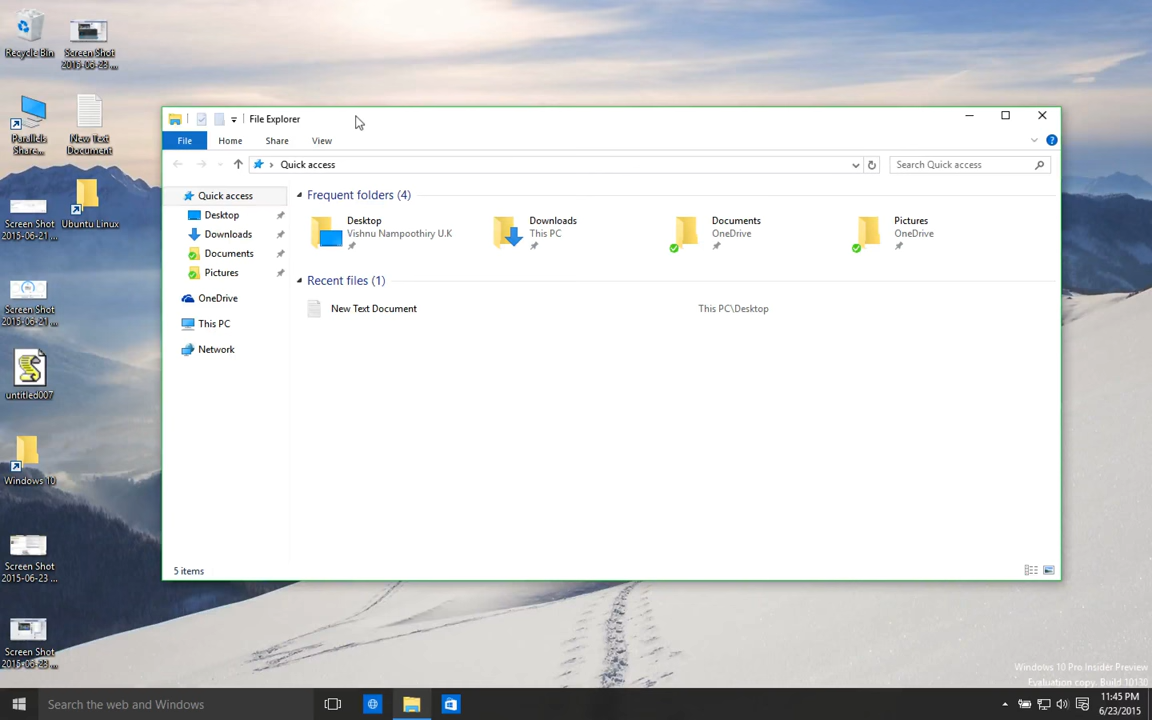 Recycle Bin
Screen Shot
2015-06-23 ...
Parallels
Share...
New Text
Document
Screen Shot
2015-06-21 ...
Ubuntu Linux
Screen Shot
2015-06-21 ...
untitled007
Windows 10
Screen Shot
2015-06-23 ...
Screen Shot
2015-06-23 ...
File Explorer
File Home Share View
Quick access
Search Quick access
Quick access
Desktop
Downloads
Documents
Pictures
OneDrive
This PC
Network
Frequent folders (4)
Desktop
Vishnu Nampoothiry U.K
Downloads
This PC
Documents
OneDrive
Pictures
OneDrive
Recent files (1)
New Text Document This PC\Desktop
5 items
Windows 10 Pro Insider Preview
Evaluation copy. Build 10130
Search the web and Windows
11:45 PM
6/23/2015